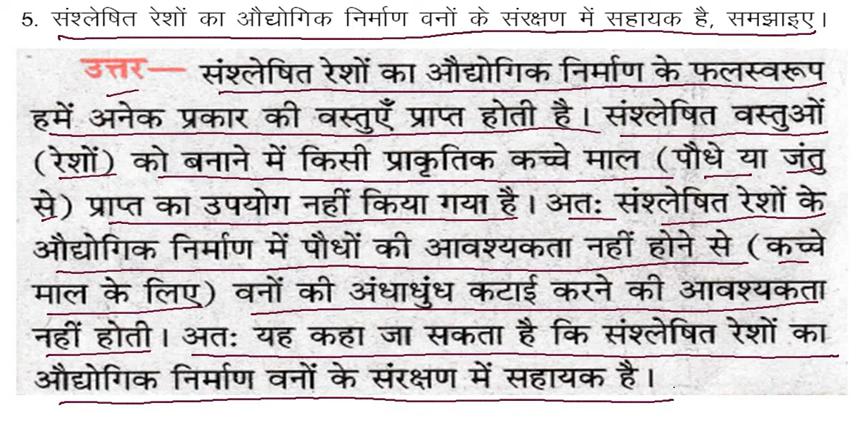 5. संश्लेषित रेशों का औद्योगिक निर्माण वनों के संरक्षण में सहायक है, समझाइए।
उत्तर— संश्लेषित रेशों का औद्योगिक निर्माण के फलस्वरूप
हमें अनेक प्रकार की वस्तुएँ प्राप्त होती है। संश्लेषित वस्तुओं
(रेशों) को बनाने में किसी प्राकृतिक कच्चे माल (पौधे या जंतु
से) प्राप्त का उपयोग नहीं किया गया है। अतः संश्लेषित रेशों के
औद्योगिक निर्माण में पौधों की आवश्यकता नहीं होने से (कच्चे
माल के लिए) वनों की अंधाधुंध कटाई करने की आवश्यकता
नहीं होती। अतः यह कहा जा सकता है कि संश्लेषित रेशों का
औद्योगिक निर्माण वनों के संरक्षण में सहायक है।